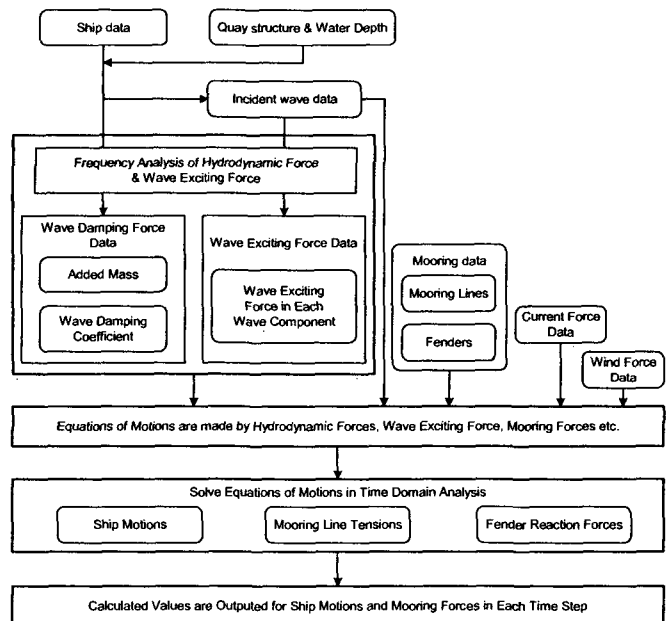 Ship data
Quay structure & Water Depth
Incident wave data
Frequency Analysis of Hydrodynamic Force
& Wave Exciting Force
Wave Damping Force
Data
Added Mass
Wave Damping
Coefficient
Wave Exciting Force Data
Wave Exciting
Force in Each
Wave Component
Mooring data
Mooring Lines
Fenders
Current Force
Data
Wind Force
Data
Equations of Motions are made by Hydrodynamic Forces, Wave Exciting Force, Mooring Forces etc.
Solve Equations of Motions in Time Domain Analysis
Ship Motions
Mooring Line Tensions
Fender Reaction Forces
Calculated Values are Outputed for Ship Motions and Mooring Forces in Each Time Step